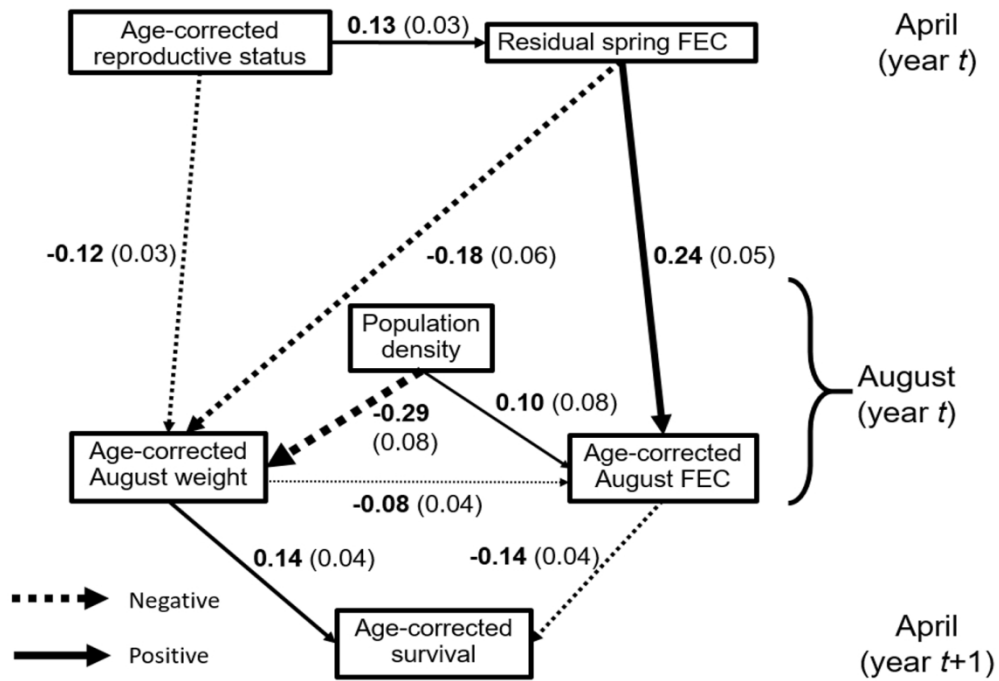 Age-corrected
reproductive status
0.13 (0.03)
Residual spring FEC
April
(year t)
-0.12 (0.03)
-0.18 (0.06)
0.24 (0.05)
Population
density
-0.29
(0.08)
0.10 (0.08)
August
(year t)
Age-corrected
August weight
-0.08 (0.04)
Age-corrected
August FEC
0.14 (0.04)
-0.14 (0.04)
Negative
Positive
Age-corrected
survival
April
(year t+1)